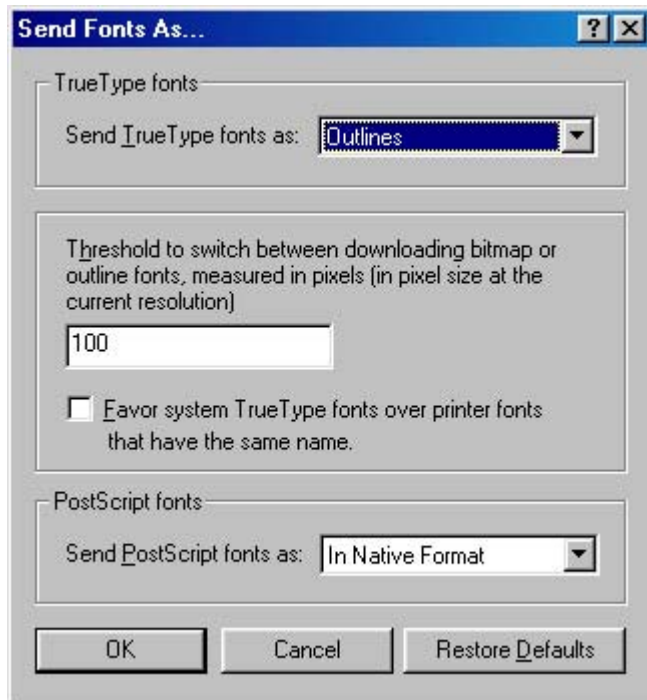 Send Fonts As...
TrueType fonts
Send TrueType fonts as: Outlines
Threshold to switch between downloading bitmap or
outline fonts, measured in pixels (in pixel size at the
current resolution)
100
Favor system TrueType fonts over printer fonts
that have the same name.
PostScript fonts
Send PostScript fonts as: In Native Format
OK Cancel Restore Defaults